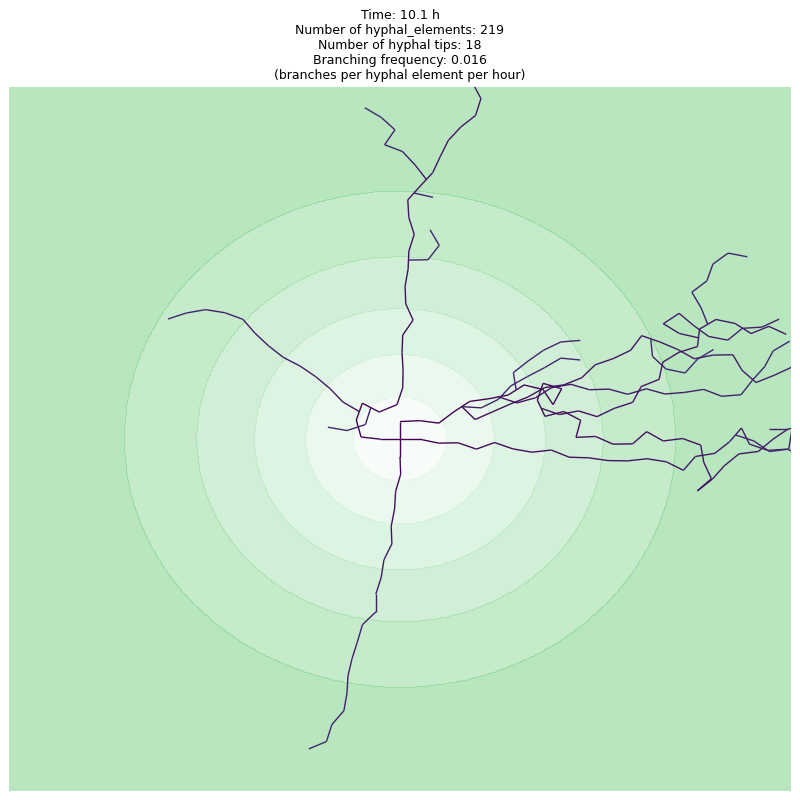 Time: 10.1 h
Number of hyphal_elements: 219
Number of hyphal tips: 18
Branching frequency: 0.016
(branches per hyphal element per hour)